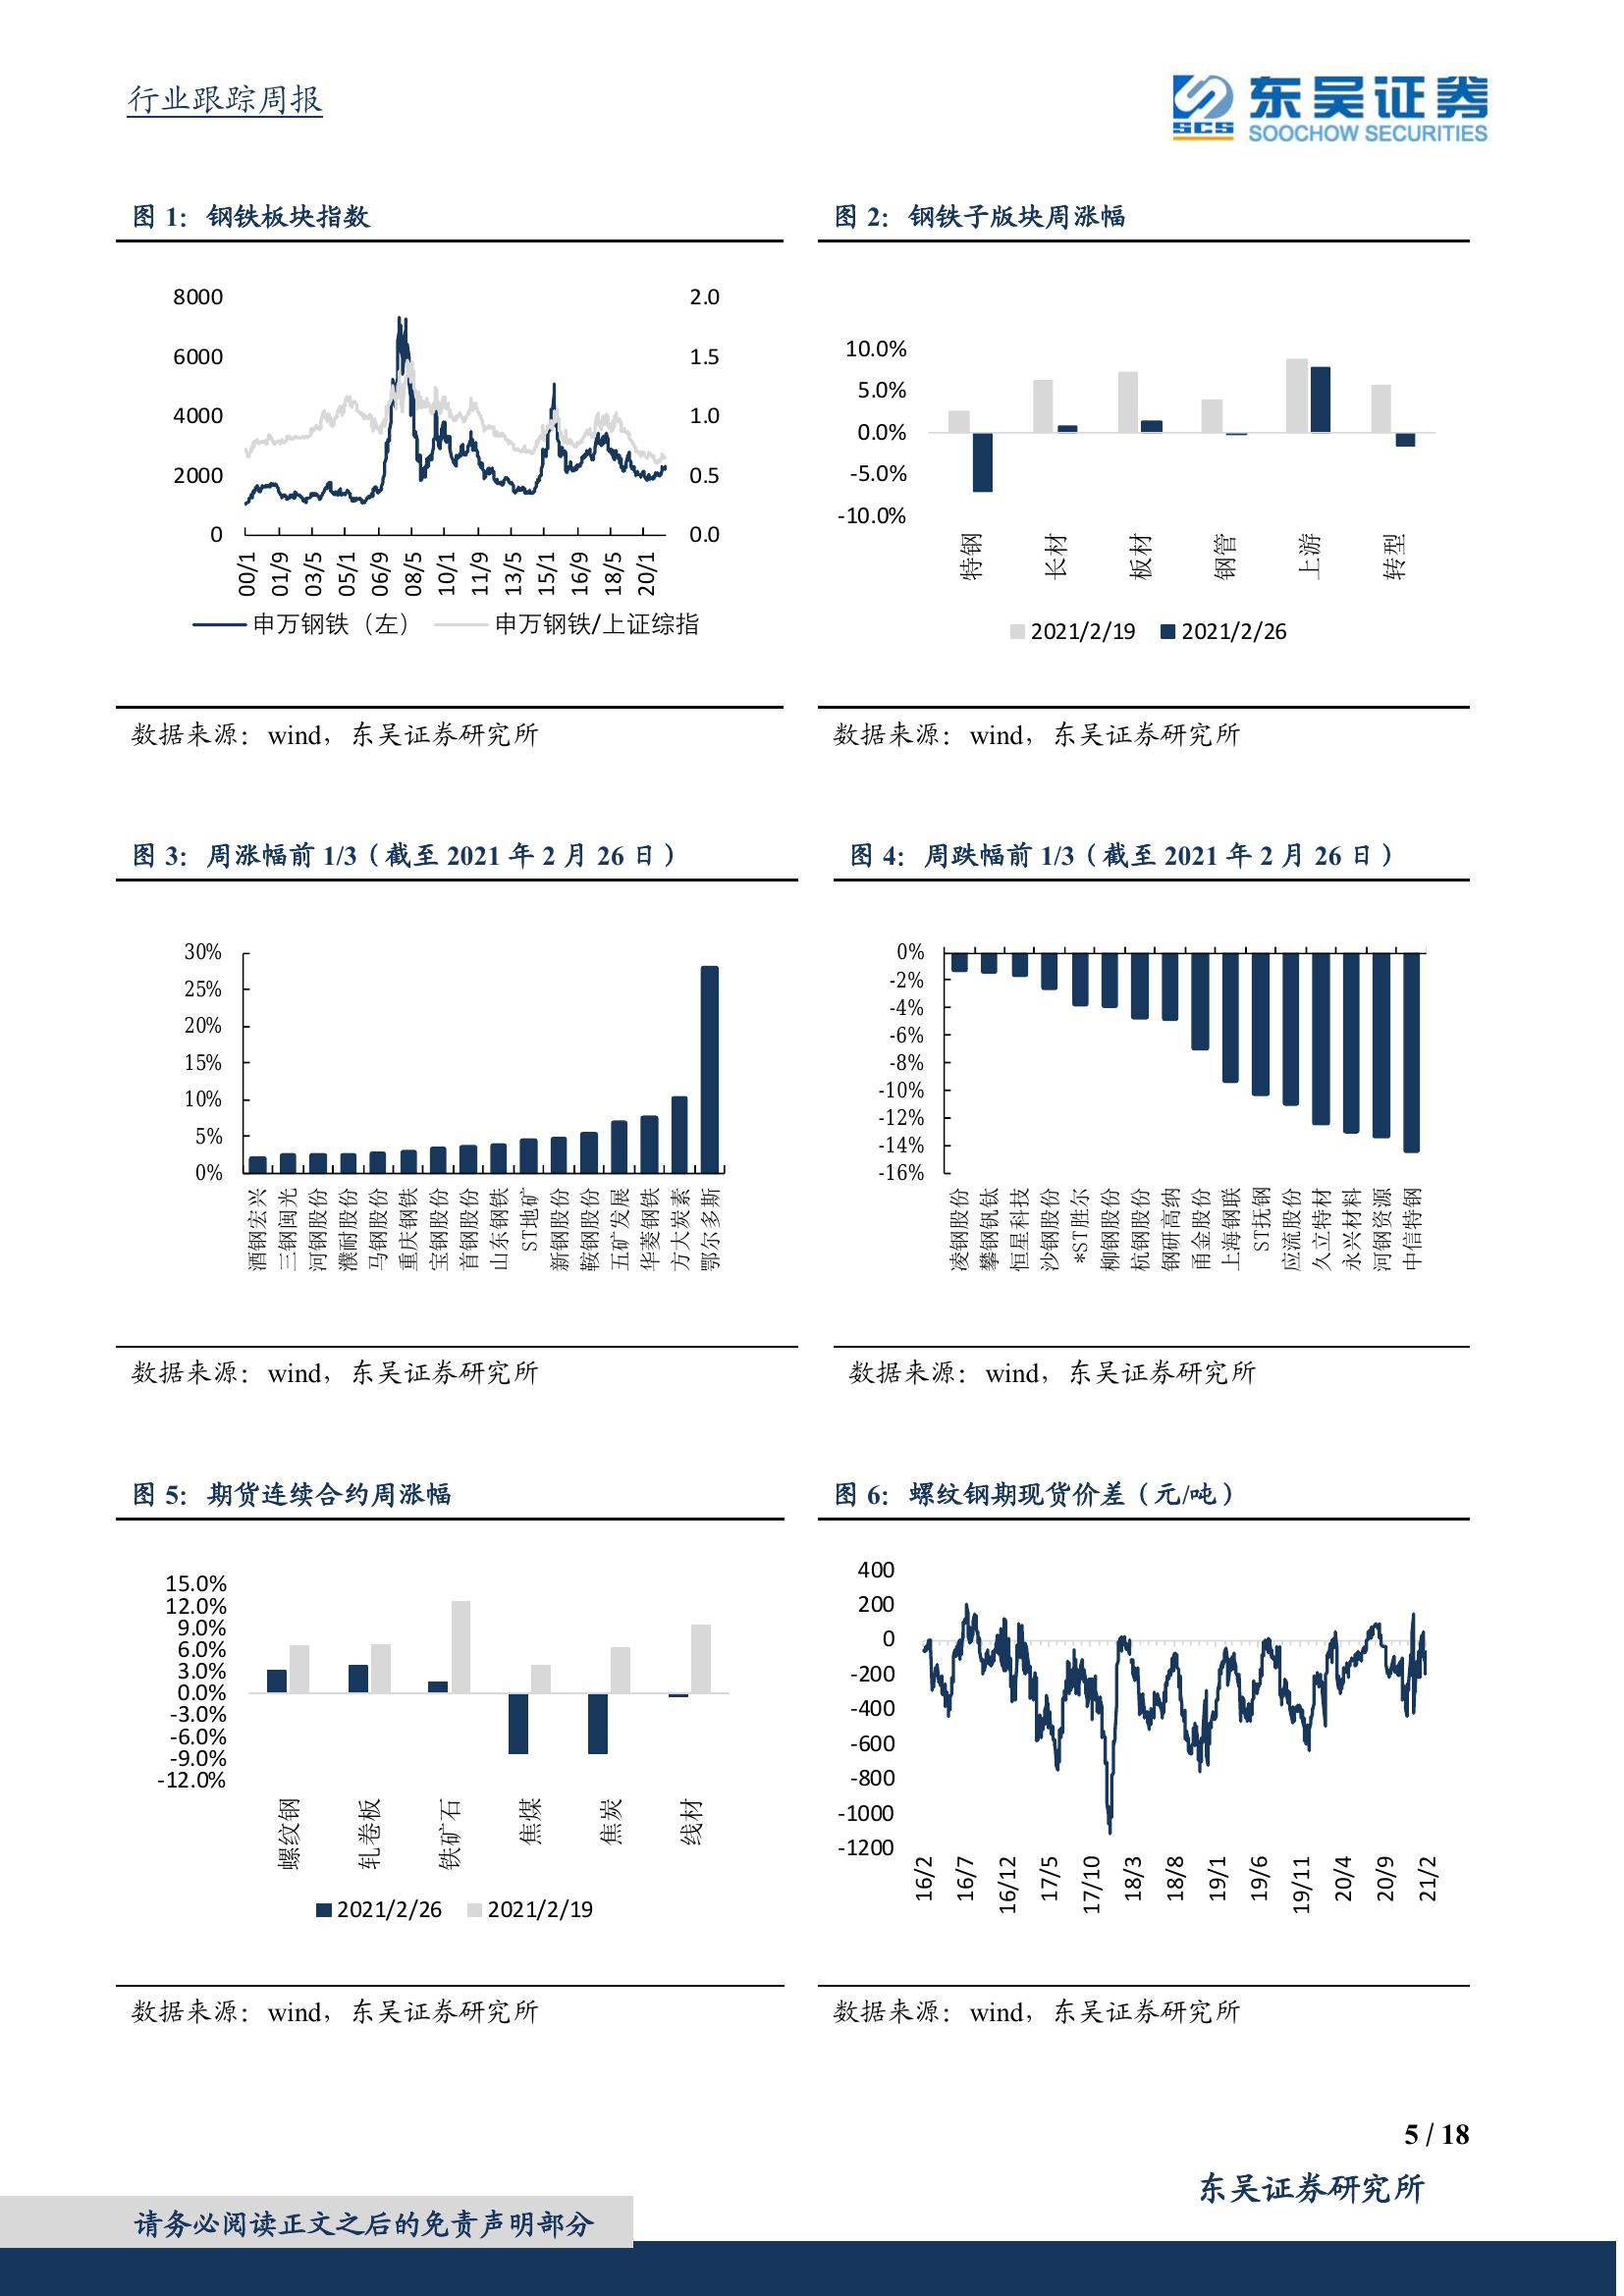 行业跟踪周报
SCS 东吴证券
SOOCHOW SECURITIES
图 1：钢铁板块指数
8000
6000
4000
2000
0
2.0
1.5
1.0
0.5
0.0
00/1 01/9 03/5 05/1 06/9 08/5 10/1 11/9 13/5 15/1 16/9 18/5 20/1
申万钢铁（左） 申万钢铁/上证综指
数据来源：wind，东吴证券研究所
图 2：钢铁子版块周涨幅
10.0%
5.0%
0.0%
-5.0%
-10.0%
特钢 长材 板材 钢管 上游 转型
2021/2/19 2021/2/26
数据来源：wind，东吴证券研究所
图 3：周涨幅前 1/3（截至 2021 年 2 月 26 日）
30%
25%
20%
15%
10%
5%
0%
酒钢宏兴 三钢闽光 河钢股份 濮耐股份 马钢股份 重庆钢铁 宝钢股份 首钢股份 山东钢铁 ST地矿 新钢股份 鞍钢股份 五矿发展 华菱钢铁 方大炭素 鄂尔多斯
数据来源：wind，东吴证券研究所
图 4：周跌幅前 1/3（截至 2021 年 2 月 26 日）
0%
-2%
-4%
-6%
-8%
-10%
-12%
-14%
-16%
凌钢股份 攀钢钒钛 恒星科技 沙钢股份 *ST胜尔 柳钢股份 杭钢股份 钢研高纳 甬金股份 上海钢联 ST抚钢 应流股份 久立特材 永兴材料 河钢资源 中信特钢
数据来源：wind，东吴证券研究所
图 5：期货连续合约周涨幅
15.0%
12.0%
9.0%
6.0%
3.0%
0.0%
-3.0%
-6.0%
-9.0%
-12.0%
螺纹钢 轧卷板 铁矿石 焦煤 焦炭 线材
2021/2/26 2021/2/19
数据来源：wind，东吴证券研究所
图 6：螺纹钢期现货价差（元/吨）
400
200
0
-200
-400
-600
-800
-1000
-1200
16/2 16/7 16/12 17/5 17/10 18/3 18/8 19/1 19/6 19/11 20/4 20/9 21/2
数据来源：wind，东吴证券研究所
5 / 18
东吴证券研究所
请务必阅读正文之后的免责声明部分